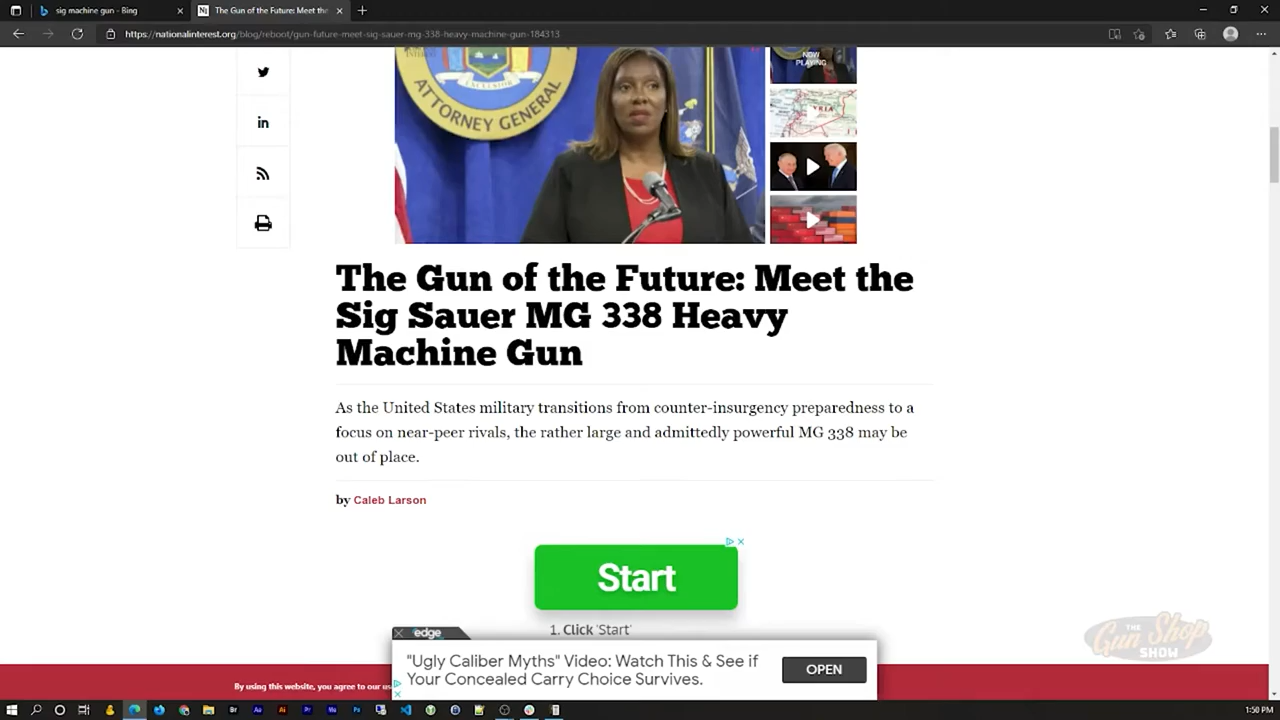 sig machine gun - Bing
The Gun of the Future: Meet the
https://nationalinterest.org/blog/reboot/gun-future-meet-sig-sauer-mg-338-heavy-machine-gun-184313
EXCELSIOR
ATTORNEY GENERAL
NOW
PLAYING
SYRIA
The Gun of the Future: Meet the
Sig Sauer MG 338 Heavy
Machine Gun
As the United States military transitions from counter-insurgency preparedness to a
focus on near-peer rivals, the rather large and admittedly powerful MG 338 may be
out of place.
by Caleb Larson
Start
1. Click 'Start'
edge
"Ugly Caliber Myths" Video: Watch This & See if
Your Concealed Carry Choice Survives.
OPEN
THE
Gun Shop
SHOW
By using this website, you agree to our
1:50 PM